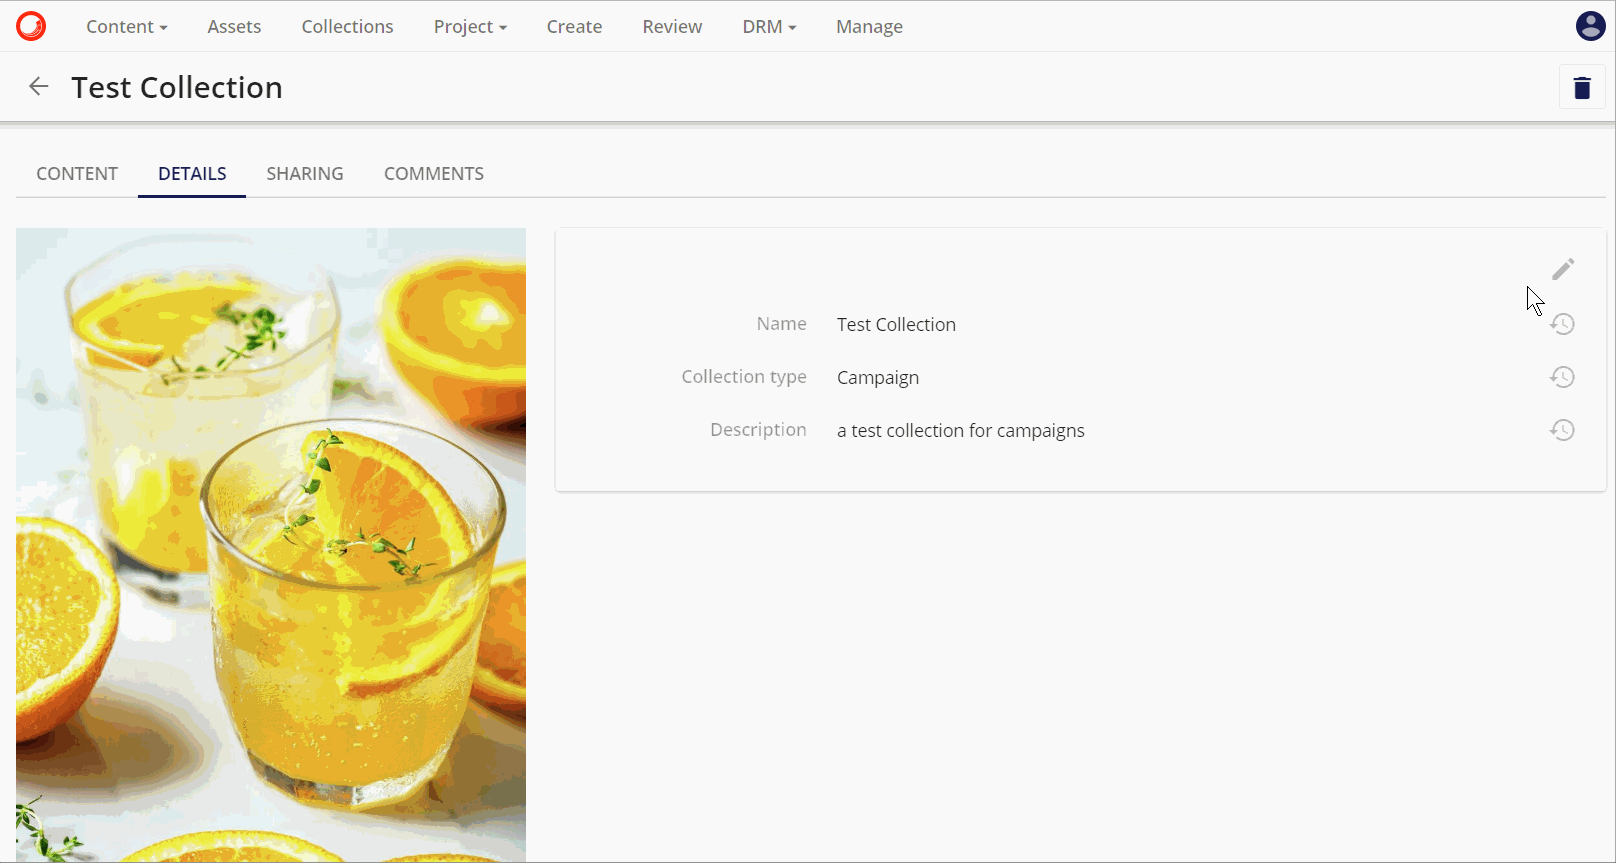 Content Assets Collections Project Create Review DRM Manage
Test Collection
CONTENT DETAILS SHARING COMMENTS
Name Test Collection
Collection type Campaign
Description a test collection for campaigns